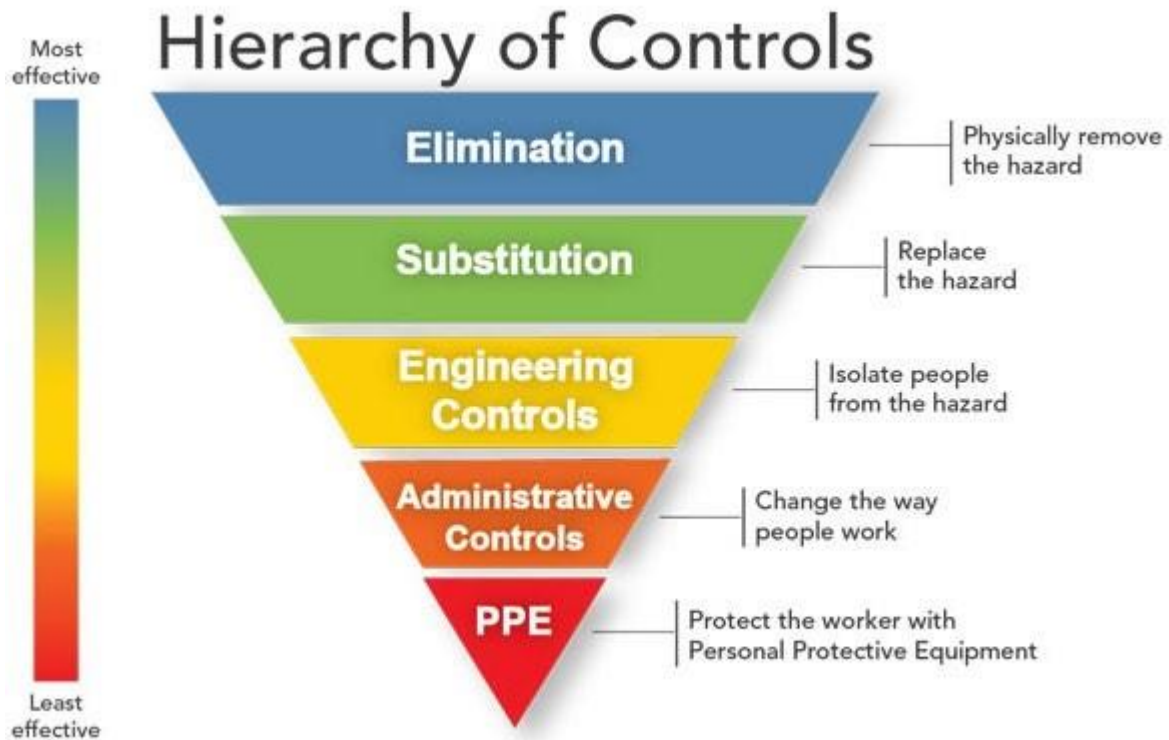 Hierarchy of Controls
Most
effective
Elimination
Physically remove
the hazard
Substitution
Replace
the hazard
Engineering
Controls
Isolate people
from the hazard
Administrative
Controls
Change the way
people work
PPE
Protect the worker with
Personal Protective Equipment
Least
effective